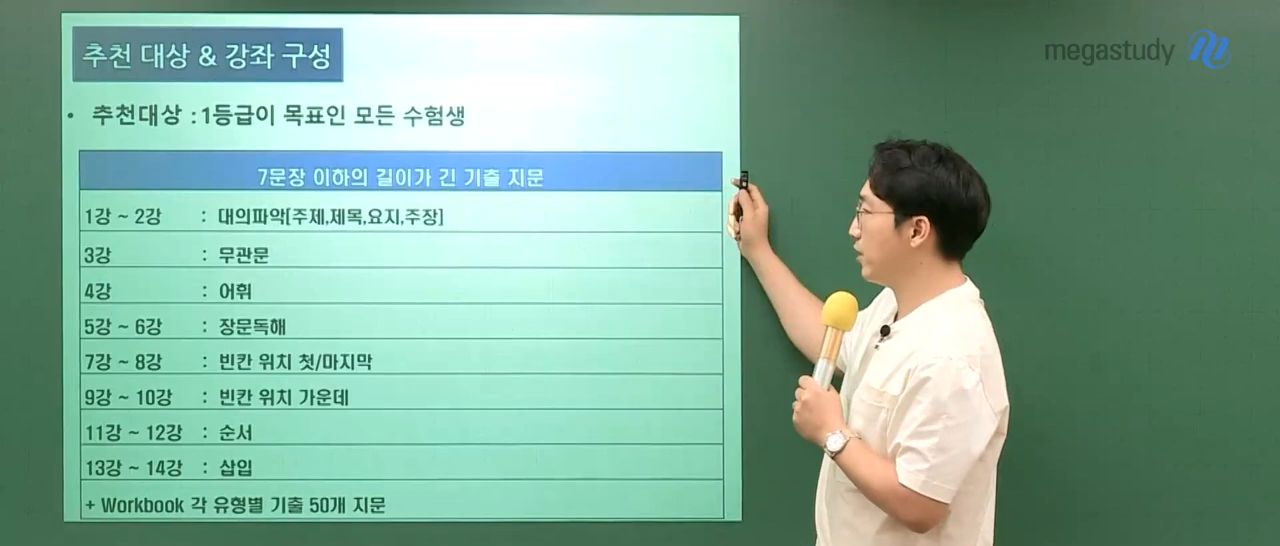 추천 대상 & 강좌 구성
megastudy
• 추천대상 : 1등급이 목표인 모든 수험생
7문장 이하의 길이가 긴 기출 지문
1강 ~ 2강 : 대의파악[주제,제목,요지,주장]
3강 : 무관문
4강 : 어휘
5강 ~ 6강 : 장문독해
7강 ~ 8강 : 빈칸 위치 첫/마지막
9강 ~ 10강 : 빈칸 위치 가운데
11강 ~ 12강 : 순서
13강 ~ 14강 : 삽입
+ Workbook 각 유형별 기출 50개 지문